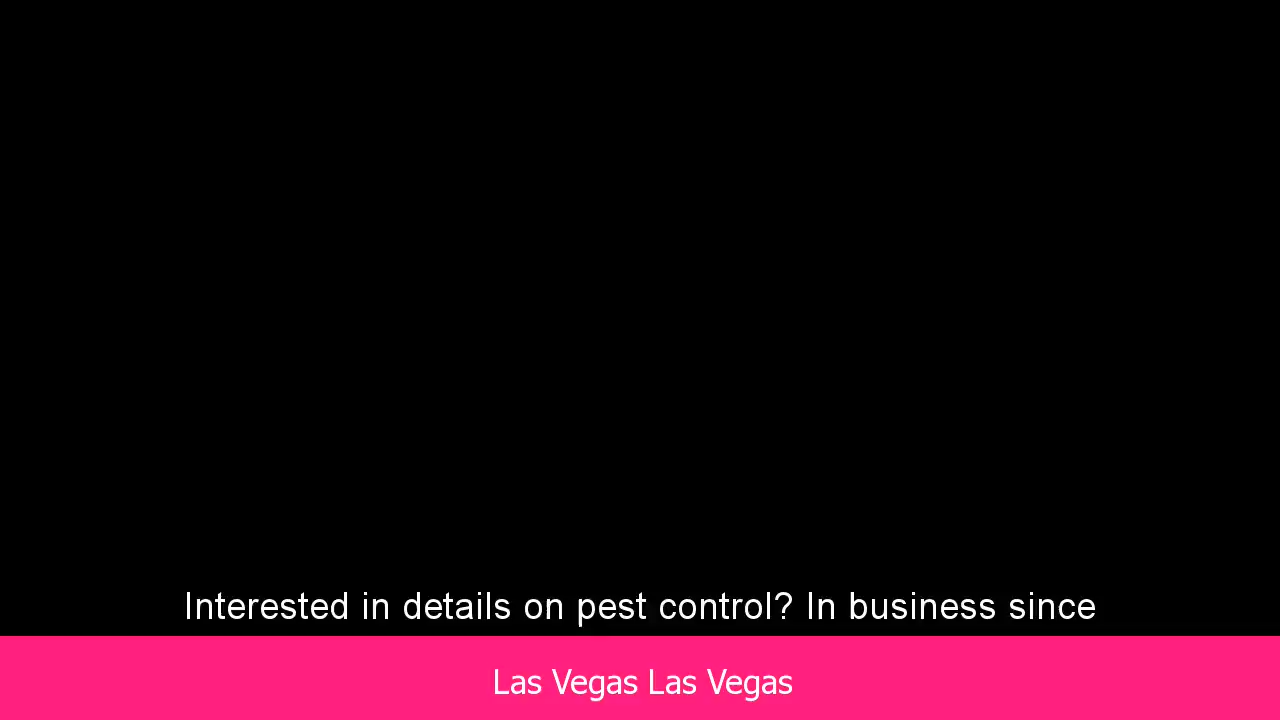 Interested in details on pest control? In business since
Las Vegas Las Vegas